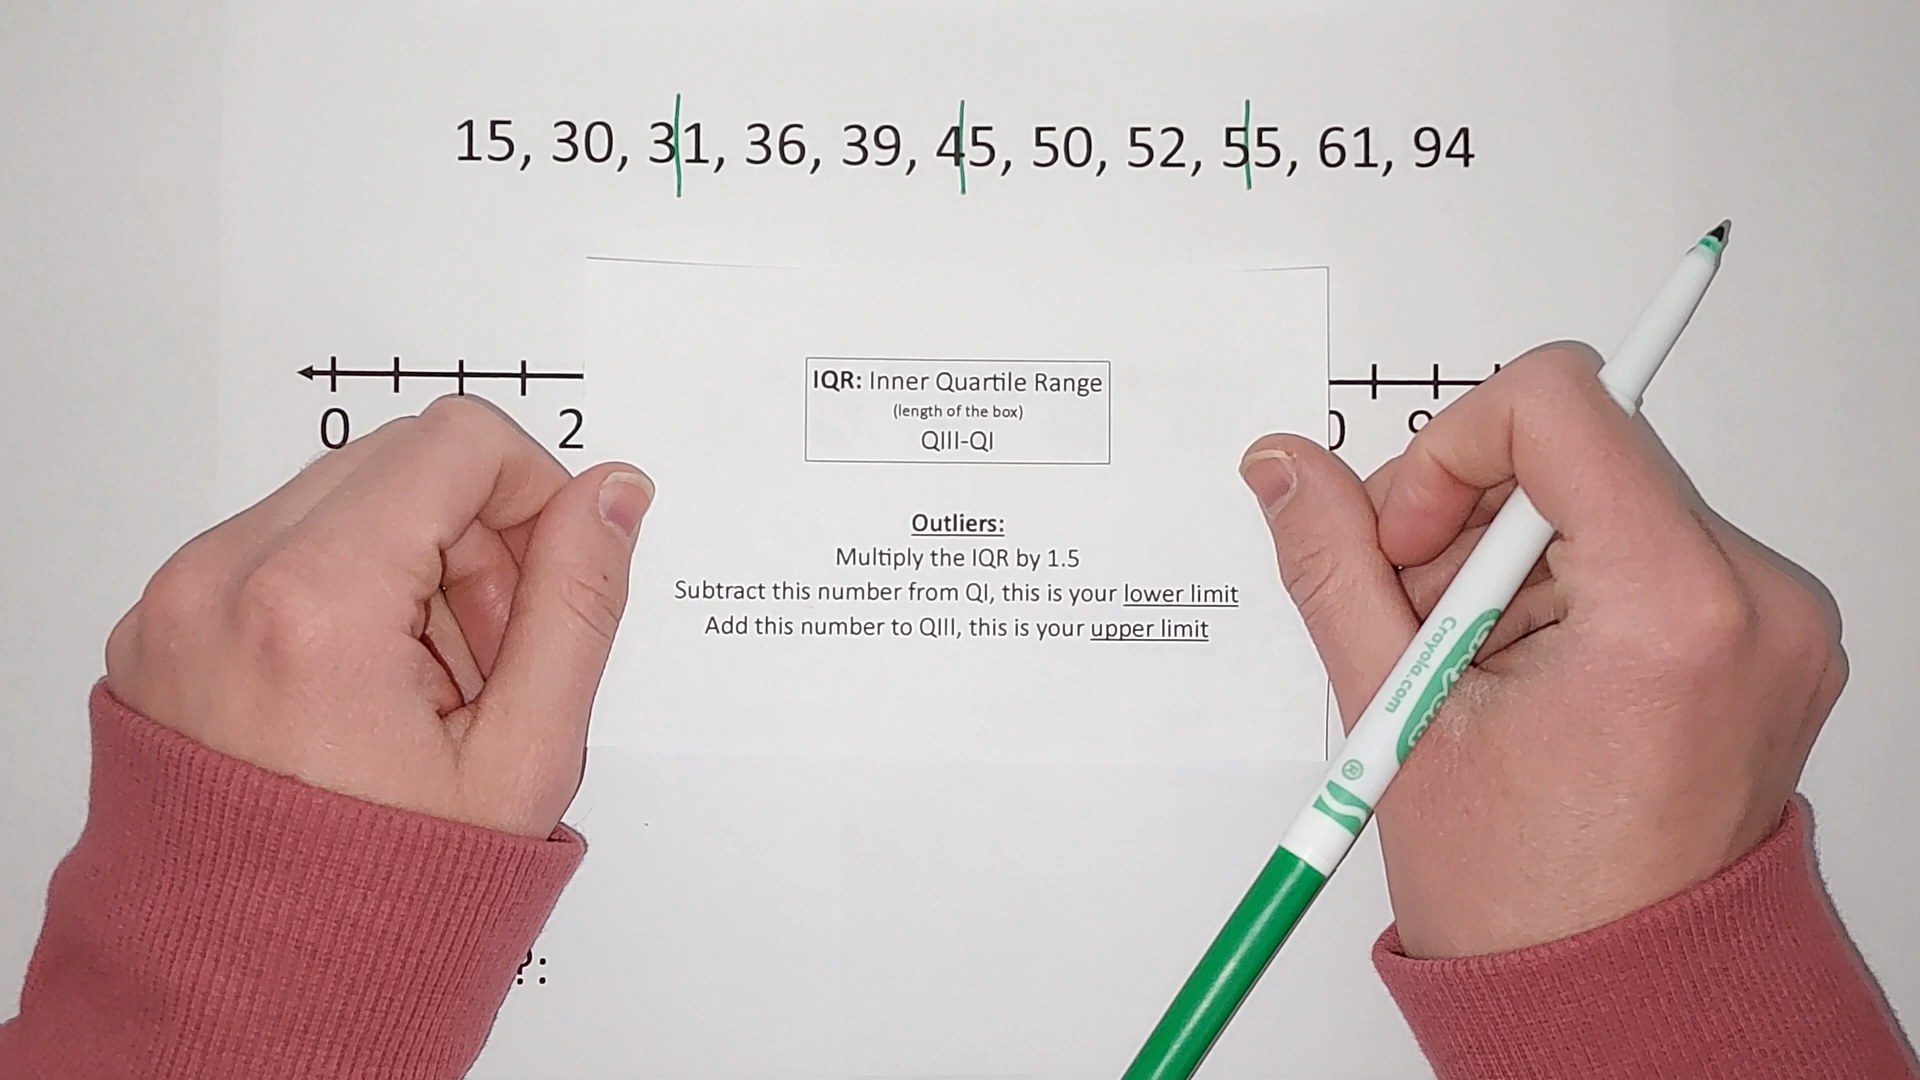 15, 30, 31, 36, 39, 45, 50, 52, 55, 61, 94
0
2
IQR: Inner Quartile Range
(length of the box)
QIII-QI
Outliers:
Multiply the IQR by 1.5
Subtract this number from QI, this is your lower limit
Add this number to QIII, this is your upper limit
Crayola.com
®
?: